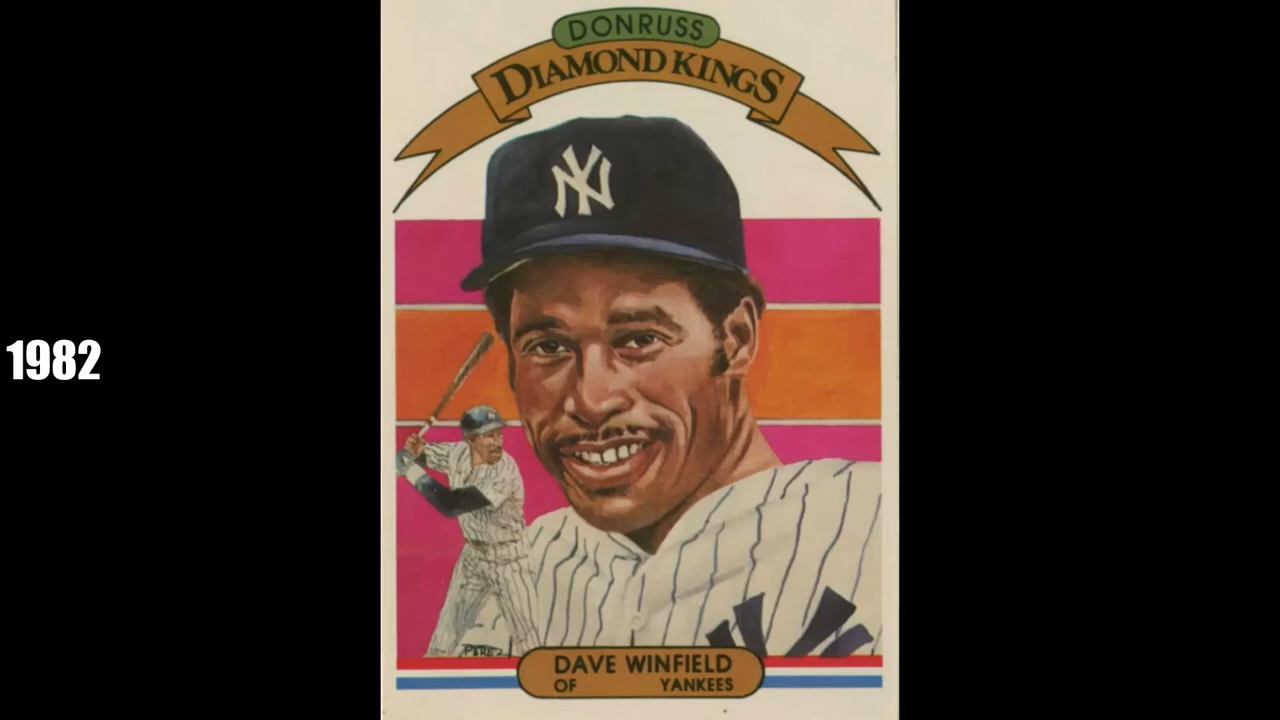 DONRUSS
DIAMOND KINGS
NY
1982
PEREZ
DAVE WINFIELD
OF YANKEES